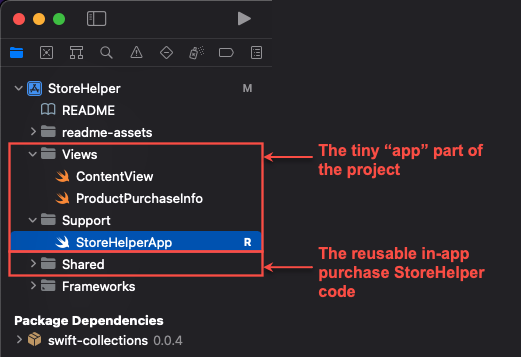 StoreHelper M
README
readme-assets
Views
ContentView
ProductPurchaseInfo
Support
StoreHelperApp R
Shared
Frameworks
Package Dependencies
swift-collections 0.0.4
The tiny “app” part of
the project
The reusable in-app
purchase StoreHelper
code